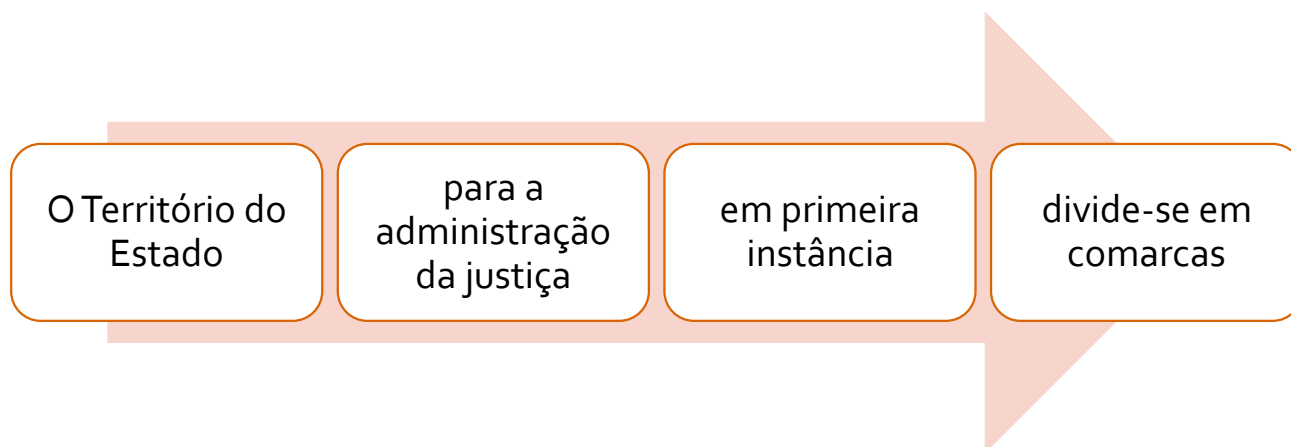 O Território do
Estado
para a
administração
da justiça
em primeira
instância
divide-se em
comarcas